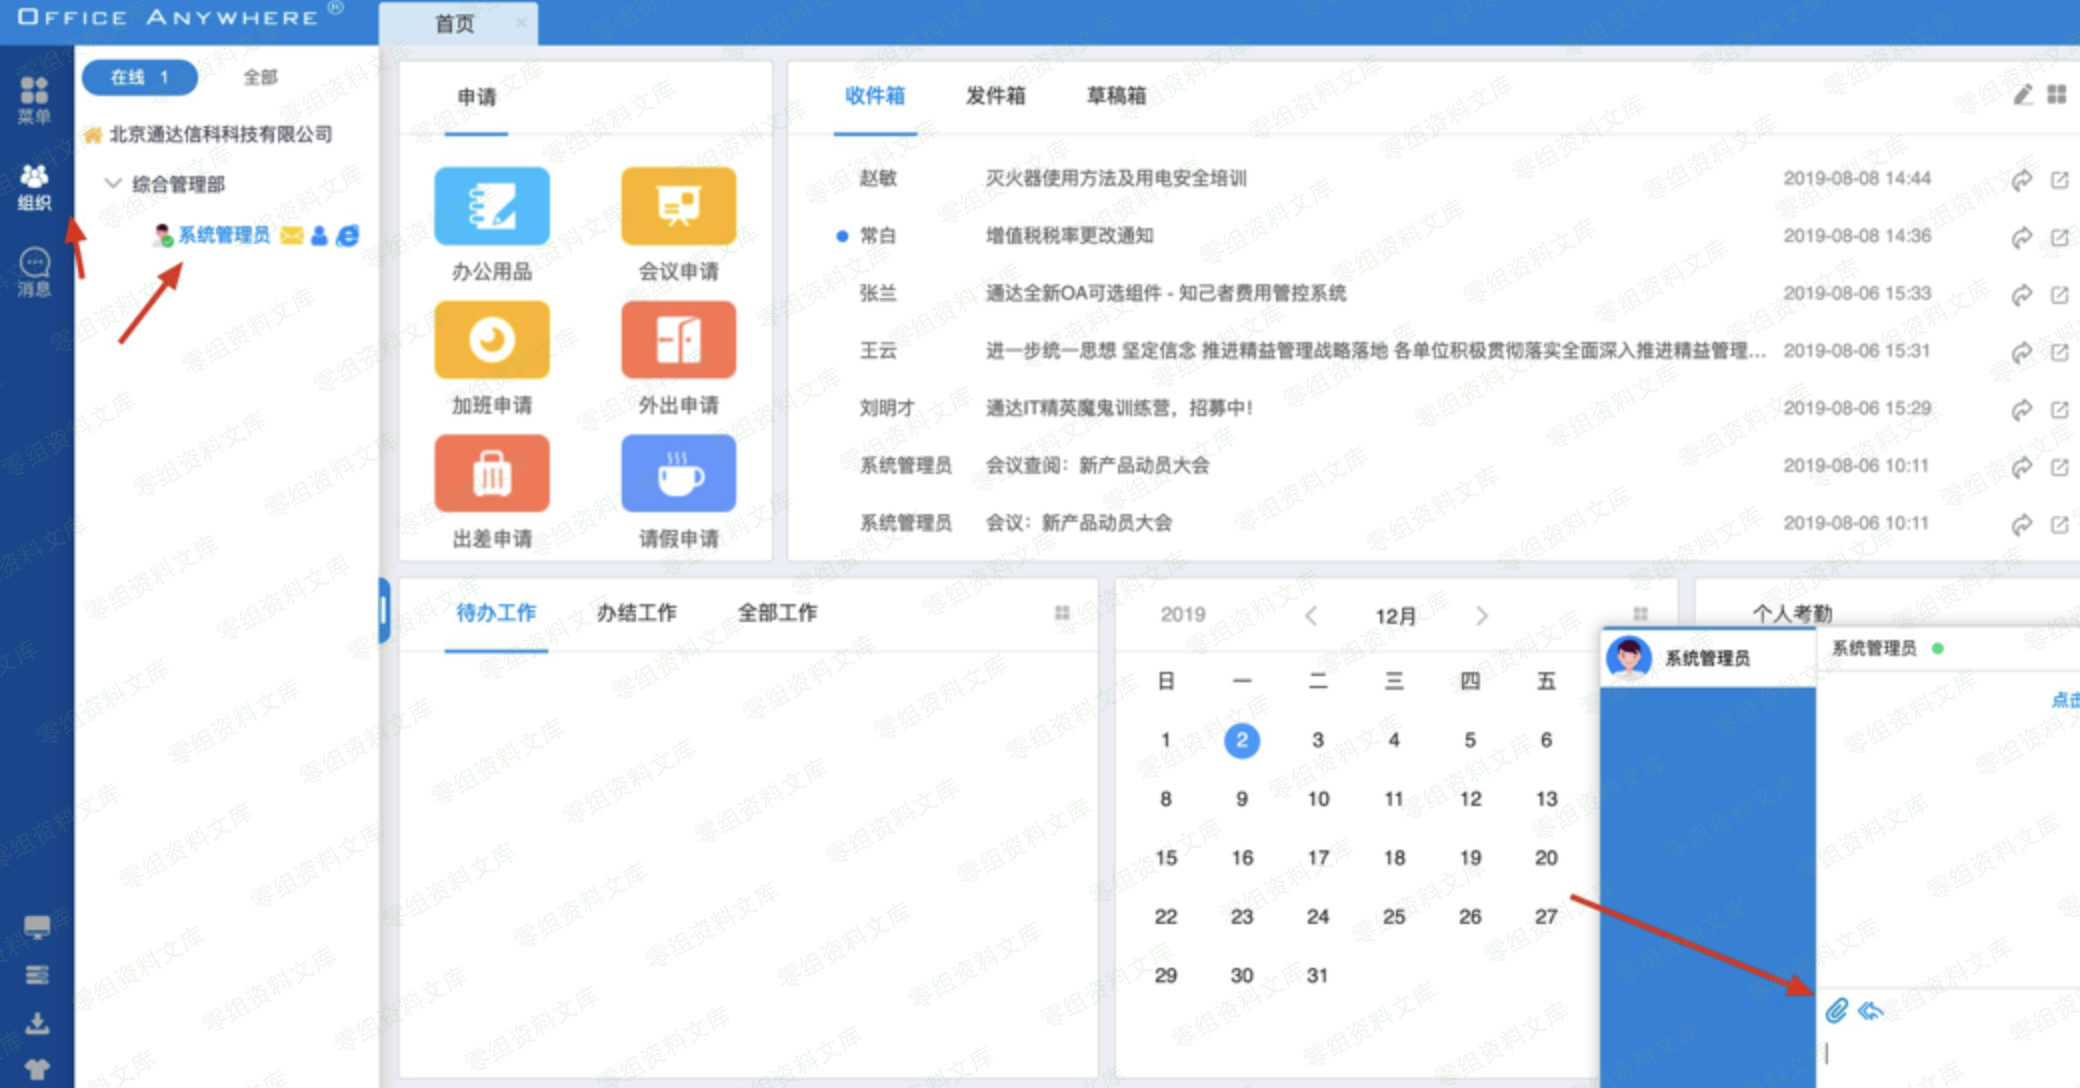 OFFICE ANYWHERE®
首页
在线 1
全部
菜单
组织
消息
北京通达信科科技有限公司
综合管理部
系统管理员
申请
办公用品
会议申请
加班申请
外出申请
出差申请
请假申请
收件箱 发件箱 草稿箱
赵敏 灭火器使用方法及用电安全培训 2019-08-08 14:44
常白 增值税税率更改通知 2019-08-08 14:36
张兰 通达全新OA可选组件 - 知己者费用管控系统 2019-08-06 15:33
王云 进一步统一思想 坚定信念 推进精益管理战略落地 各单位积极贯彻落实全面深入推进精益管理... 2019-08-06 15:31
刘明才 通达IT精英魔鬼训练营，招募中！ 2019-08-06 15:29
系统管理员 会议查阅：新产品动员大会 2019-08-06 10:11
系统管理员 会议：新产品动员大会 2019-08-06 10:11
待办工作 办结工作 全部工作
2019 12月
日 一 二 三 四 五
1 2 3 4 5 6
8 9 10 11 12 13
15 16 17 18 19 20
22 23 24 25 26 27
29 30 31
个人考勤
系统管理员
系统管理员
点击
零组资料文库